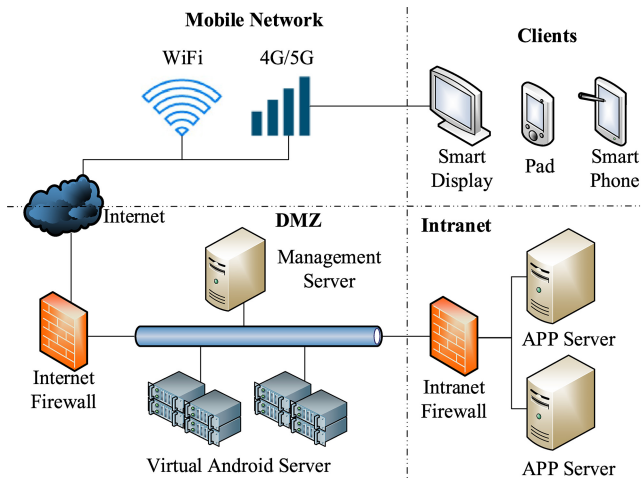 Mobile Network
WiFi
4G/5G
Clients
Smart
Display
Pad
Smart
Phone
Internet
DMZ
Management
Server
Intranet
Internet
Firewall
Virtual Android Server
Intranet
Firewall
APP Server
APP Server